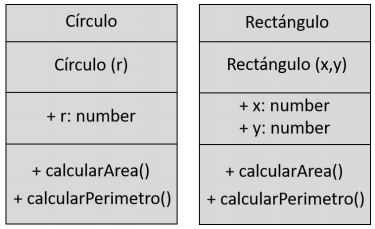 Círculo
Círculo (r)
+ r: number
+ calcularArea()
+ calcularPerimetro()
Rectángulo
Rectángulo (x,y)
+ x: number
+ y: number
+ calcularArea()
+ calcularPerimetro()